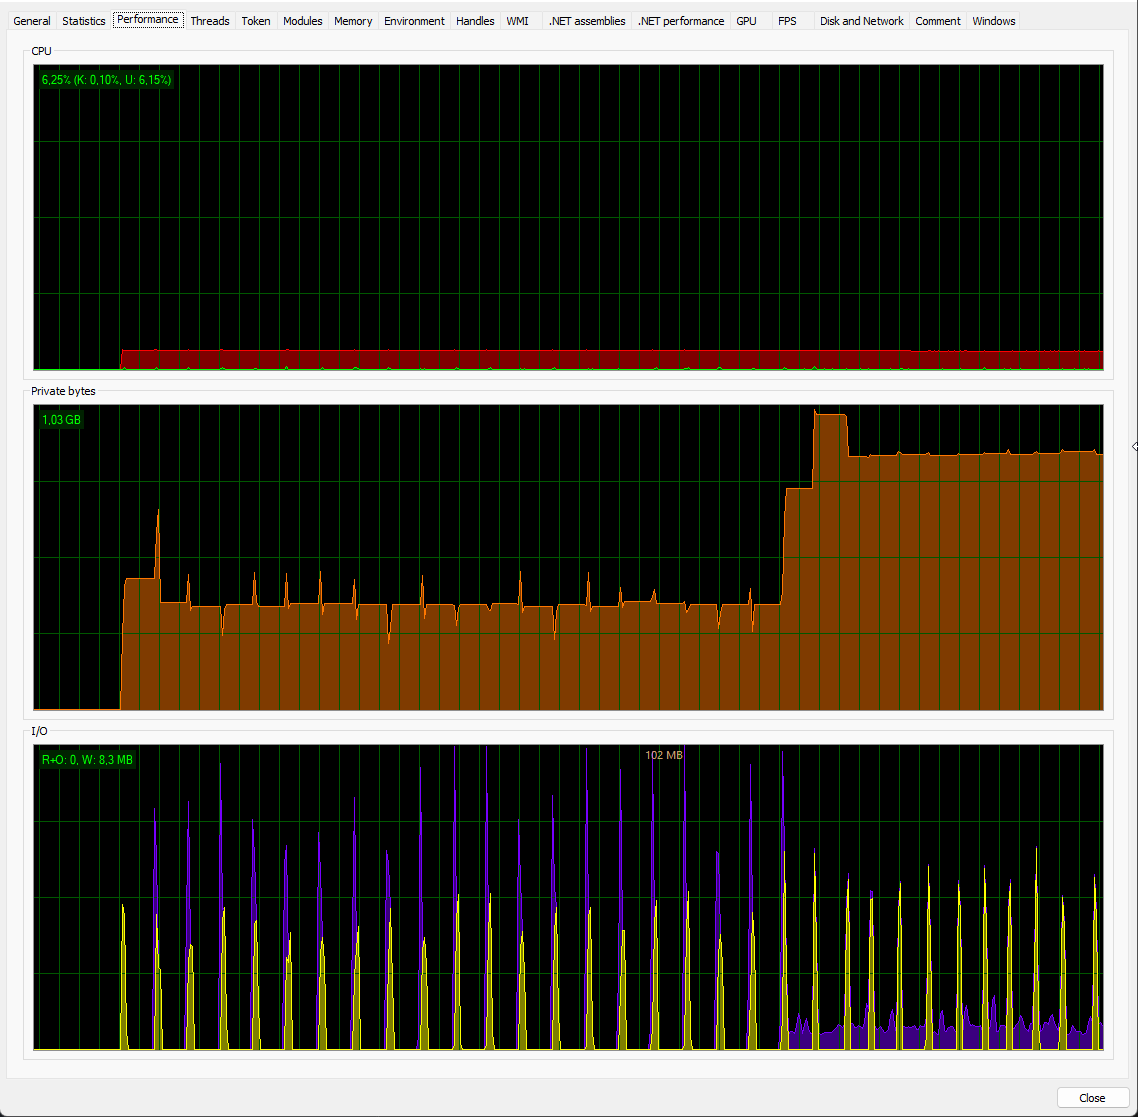 General Statistics Performance Threads Token Modules Memory Environment Handles WMI .NET assemblies .NET performance GPU FPS Disk and Network Comment Windows
CPU
6,25% (K: 0,10%, U: 6,15%)
Private bytes
1,03 GB
I/O
R+O: 0, W: 8,3 MB
102 MB
Close